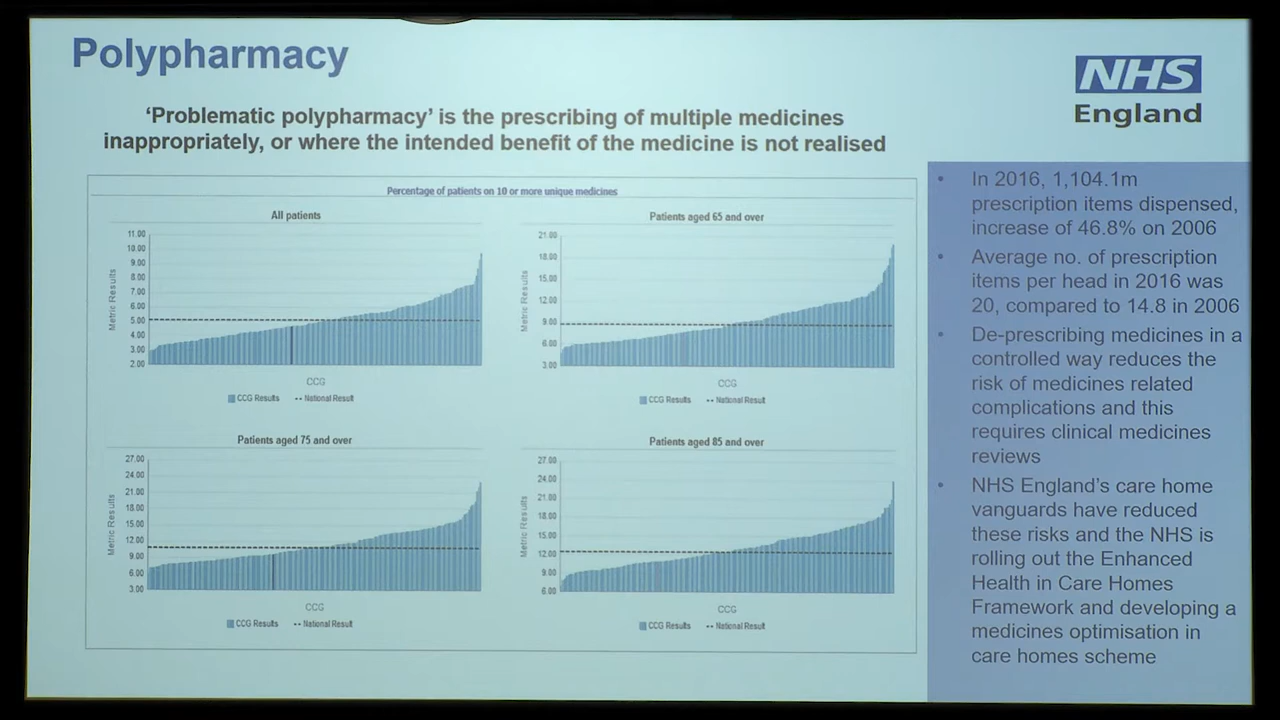 Polypharmacy
NHS
England
‘Problematic polypharmacy’ is the prescribing of multiple medicines
inappropriately, or where the intended benefit of the medicine is not realised
Percentage of patients on 10 or more unique medicines
All patients
11.00
10.00
9.00
8.00
7.00
6.00
5.00
4.00
3.00
2.00
Metric Results
CCG
CCG Results
National Result
Patients aged 65 and over
21.00
18.00
15.00
12.00
9.00
6.00
3.00
Metric Results
CCG
CCG Results
National Result
Patients aged 75 and over
27.00
24.00
21.00
18.00
15.00
12.00
9.00
6.00
3.00
Metric Results
CCG
CCG Results
National Result
Patients aged 85 and over
27.00
24.00
21.00
18.00
15.00
12.00
9.00
6.00
Metric Results
CCG
CCG Results
National Result
• In 2016, 1,104.1m
prescription items dispensed,
increase of 46.8% on 2006
• Average no. of prescription
items per head in 2016 was
20, compared to 14.8 in 2006
• De-prescribing medicines in a
controlled way reduces the
risk of medicines related
complications and this
requires clinical medicines
reviews
• NHS England’s care home
vanguards have reduced
these risks and the NHS is
rolling out the Enhanced
Health in Care Homes
Framework and developing a
medicines optimisation in
care homes scheme